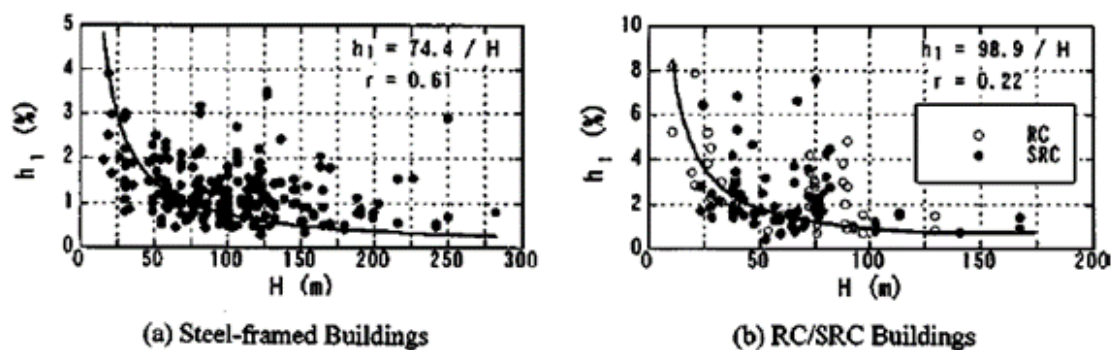 5
4
3
2
1
0
h₁ (%)
h₁ = 74.4 / H
r = 0.61
0 50 100 150 200 250 300
H (m)
(a) Steel-framed Buildings
10
8
6
4
2
0
h₁ (%)
h₁ = 98.9 / H
r = 0.22
RC
SRC
0 50 100 150 200
H (m)
(b) RC/SRC Buildings